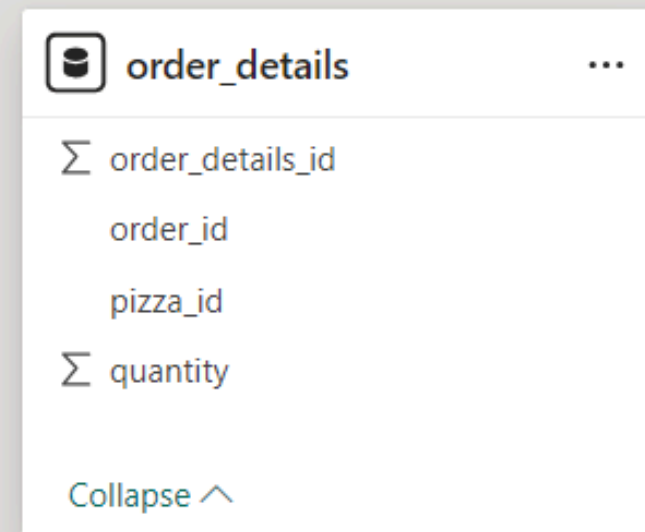 order_details ...
Σ order_details_id
order_id
pizza_id
Σ quantity
Collapse